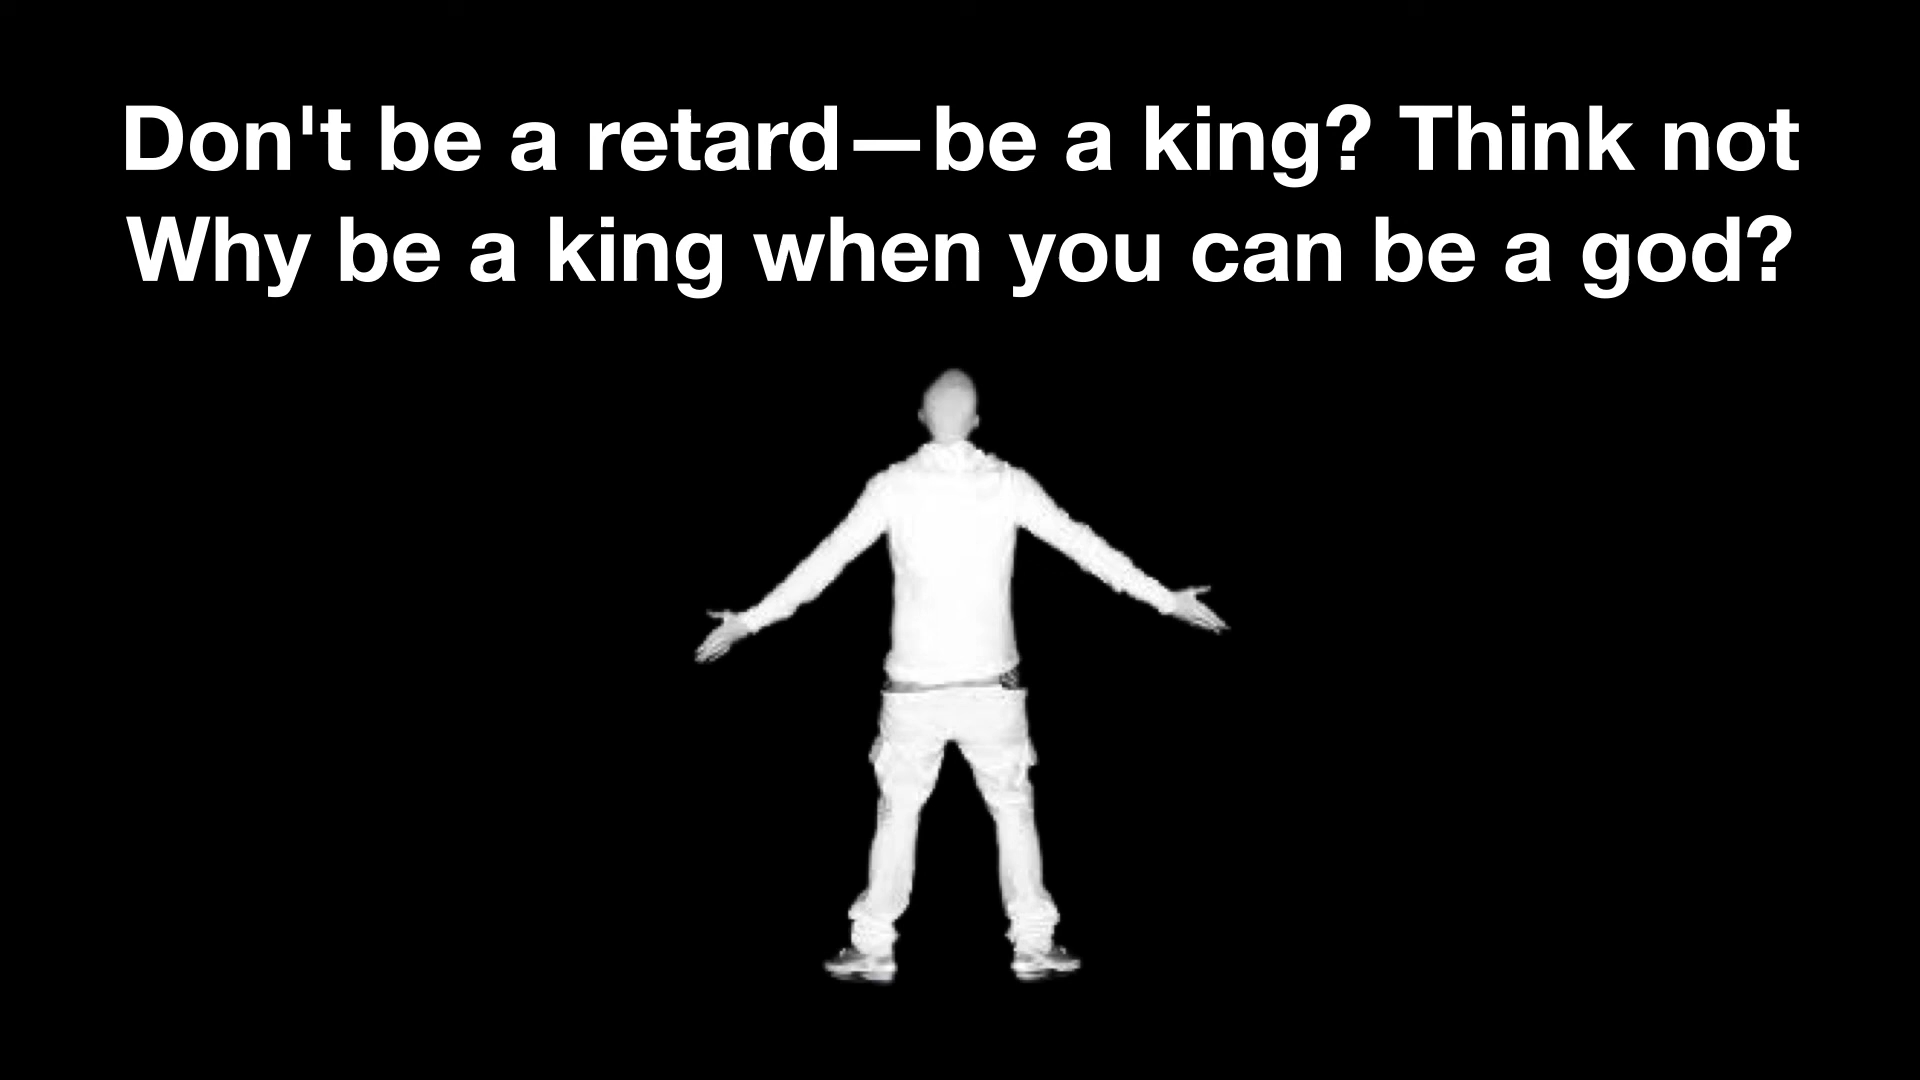 Don't be a retard—be a king? Think not
Why be a king when you can be a god?